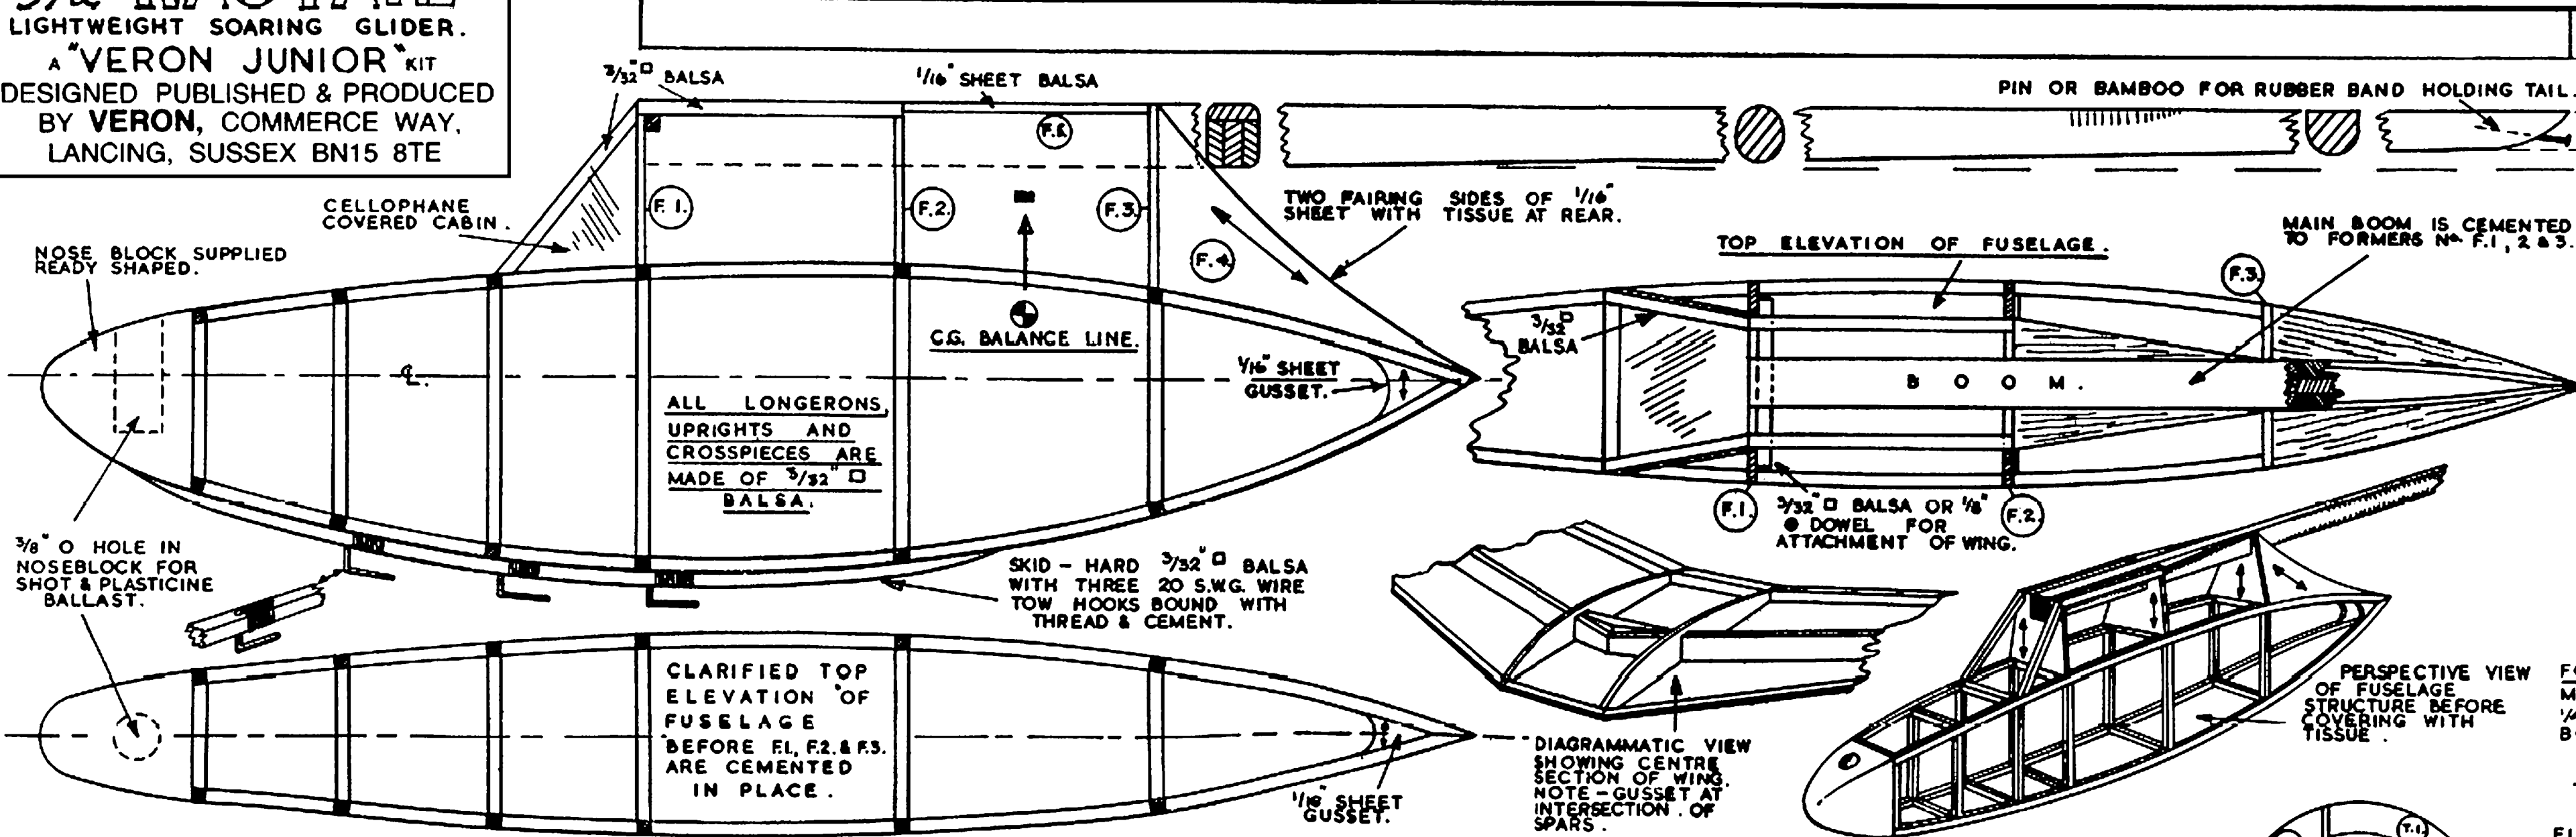 LIGHTWEIGHT SOARING GLIDER.
A "VERON JUNIOR" KIT
DESIGNED PUBLISHED & PRODUCED
BY VERON, COMMERCE WAY,
LANCING, SUSSEX BN15 8TE
3/32" □ BALSA
1/16" SHEET BALSA
F.1.
F.2.
F.3.
F.4.
CELLOPHANE
COVERED CABIN.
NOSE BLOCK SUPPLIED
READY SHAPED.
C.G. BALANCE LINE.
℄.
1/16" SHEET
GUSSET.
ALL LONGERONS,
UPRIGHTS AND
CROSSPIECES ARE
MADE OF 3/32" □
BALSA.
3/8" O HOLE IN
NOSEBLOCK FOR
SHOT & PLASTICINE
BALLAST.
SKID - HARD 3/32" □ BALSA
WITH THREE 20 S.W.G. WIRE
TOW HOOKS BOUND WITH
THREAD & CEMENT.
CLARIFIED TOP
ELEVATION OF
FUSELAGE
BEFORE F.1, F.2. & F.3.
ARE CEMENTED
IN PLACE.
1/16" SHEET
GUSSET.
PIN OR BAMBOO FOR RUBBER BAND HOLDING TAIL.
TWO FAIRING SIDES OF 1/16"
SHEET WITH TISSUE AT REAR.
TOP ELEVATION OF FUSELAGE.
MAIN BOOM IS CEMENTED
TO FORMERS No. F.1, 2 & 3.
F.3.
3/32" □
BALSA
BOOM.
F.1.
3/32" □ BALSA OR 1/8"
● DOWEL FOR
ATTACHMENT OF WING.
F.2.
DIAGRAMMATIC VIEW
SHOWING CENTRE
SECTION OF WING.
NOTE - GUSSET AT
INTERSECTION OF
SPARS.
PERSPECTIVE VIEW
OF FUSELAGE
STRUCTURE BEFORE
COVERING WITH
TISSUE.
T.1.